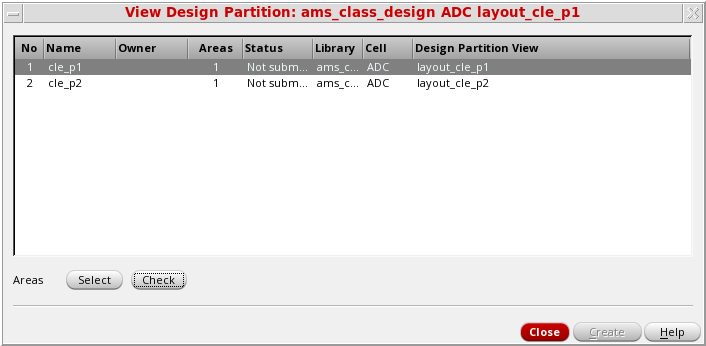 View Design Partition: ams_class_design ADC layout_cle_p1
No Name Owner Areas Status Library Cell Design Partition View
1 cle_p1 1 Not subm... ams_c... ADC layout_cle_p1
2 cle_p2 1 Not subm... ams_c... ADC layout_cle_p2
Areas Select Check
Close Create Help